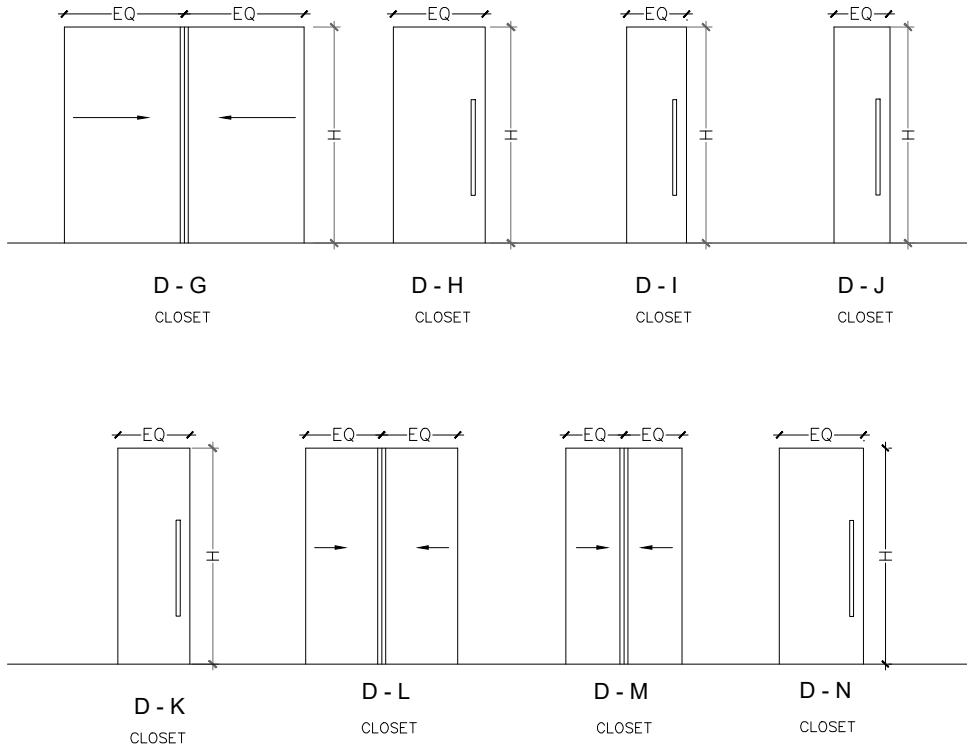 EQ EQ EQ EQ EQ
H H H H
D - G D - H D - I D - J
CLOSET CLOSET CLOSET CLOSET
EQ EQ EQ EQ EQ EQ
H H
D - K D - L D - M D - N
CLOSET CLOSET CLOSET CLOSET